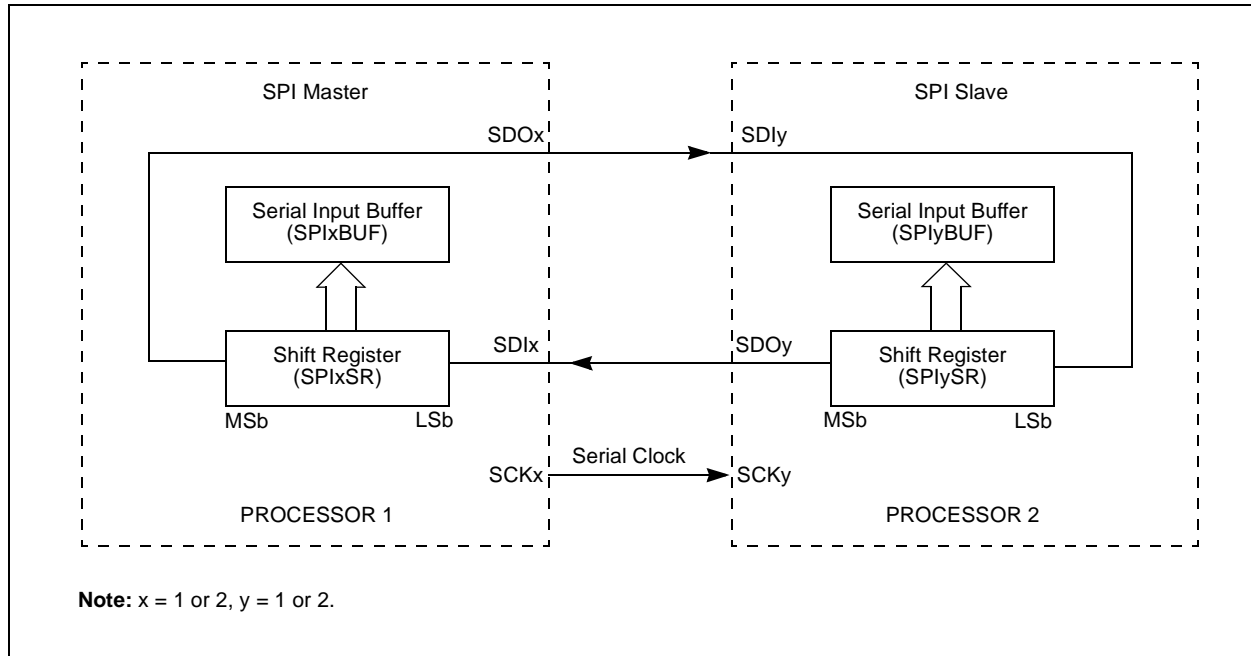 SPI Master
SPI Slave
SDOx
SDIy
Serial Input Buffer
(SPIxBUF)
Serial Input Buffer
(SPIyBUF)
SDIx
SDOy
Shift Register
(SPIxSR)
Shift Register
(SPIySR)
MSb
LSb
MSb
LSb
Serial Clock
SCKx
SCKy
PROCESSOR 1
PROCESSOR 2
Note: x = 1 or 2, y = 1 or 2.